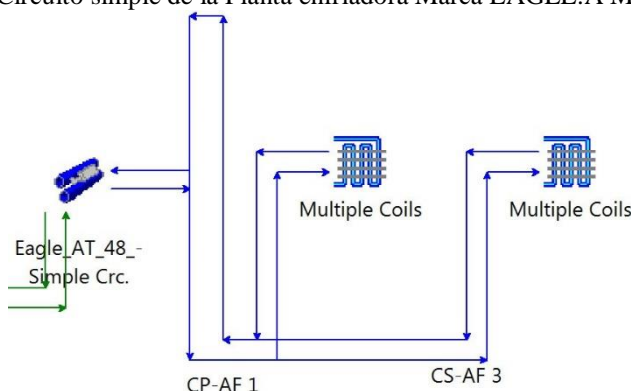 Circuito simple de la Planta enfriadora Marca EAGLE.A M
Multiple Coils
Multiple Coils
Eagle_AT_48_-
Simple Crc.
CP-AF 1
CS-AF 3